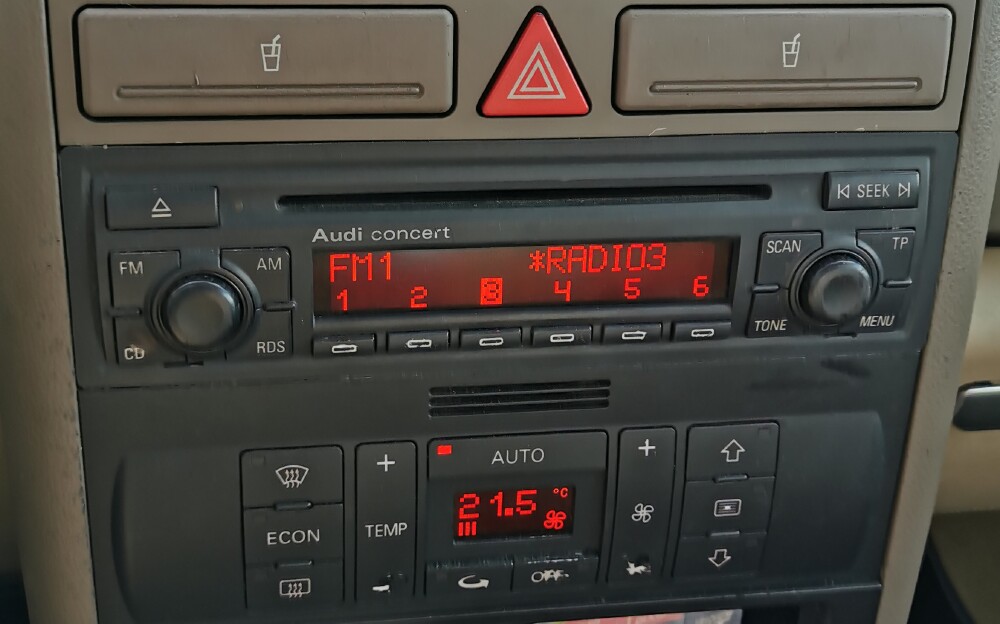 SEEK
Audi concert
FM AM
FM1 *RADIO3
SCAN TP
1 2 3 4 5 6
CD RDS
TONE MENU
AUTO
+ +
21.5 °C
ECON TEMP
OFF